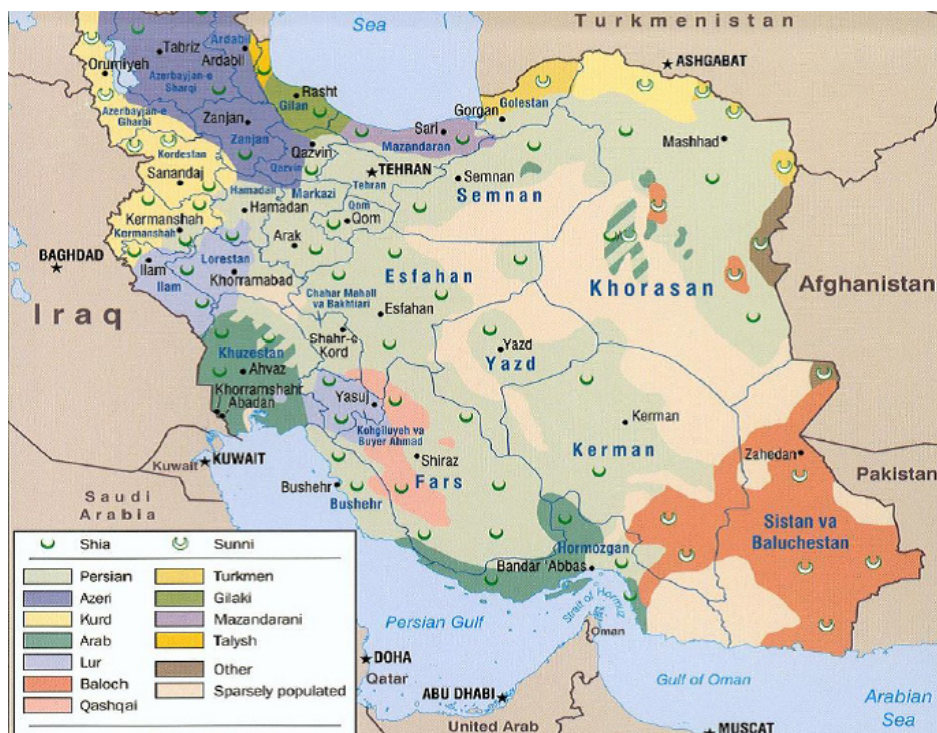 Sea
Turkmenistan
Ardabil
Tabriz
Ardabil
ASHGABAT
Orumiyeh
Azerbayjan-e
Sharqi
Rasht
Gilan
Golestan
Gorgan
Azerbayjan-e
Gharbi
Zanjan
Zanjan
Sari
Mazandaran
Mashhad
Kordestan
Qazvin
Qazvin
TEHRAN
Tehran
Semnan
Semnan
Sanandaj
Hamadan
Markazi
Hamadan
Qom
Qom
Kermanshah
Kermanshah
Arak
BAGHDAD
Lorestan
Ilam
Ilam
Khorramabad
Esfahan
Khorasan
Afghanistan
Chahar Mahall
va Bakhtiari
Esfahan
Iraq
Shahr-e
Kord
Khuzestan
Yazd
Yazd
Ahvaz
Khorramshahr
Abadan
Yasuj
Kohgiluyeh va
Buyer Ahmad
Kerman
Kerman
Zahedan
KUWAIT
Kuwait
Shiraz
Fars
Pakistan
Saudi
Arabia
Bushehr
Bushehr
Sistan va
Baluchestan
Hormozgan
Bandar 'Abbas
Strait of Hormuz
Oman
Persian Gulf
DOHA
Qatar
ABU DHABI
Gulf of Oman
Arabian
Sea
United Arab
MUSCAT
Shia
Sunni
Persian
Azeri
Kurd
Arab
Lur
Baloch
Qashqai
Turkmen
Gilaki
Mazandarani
Talysh
Other
Sparsely populated